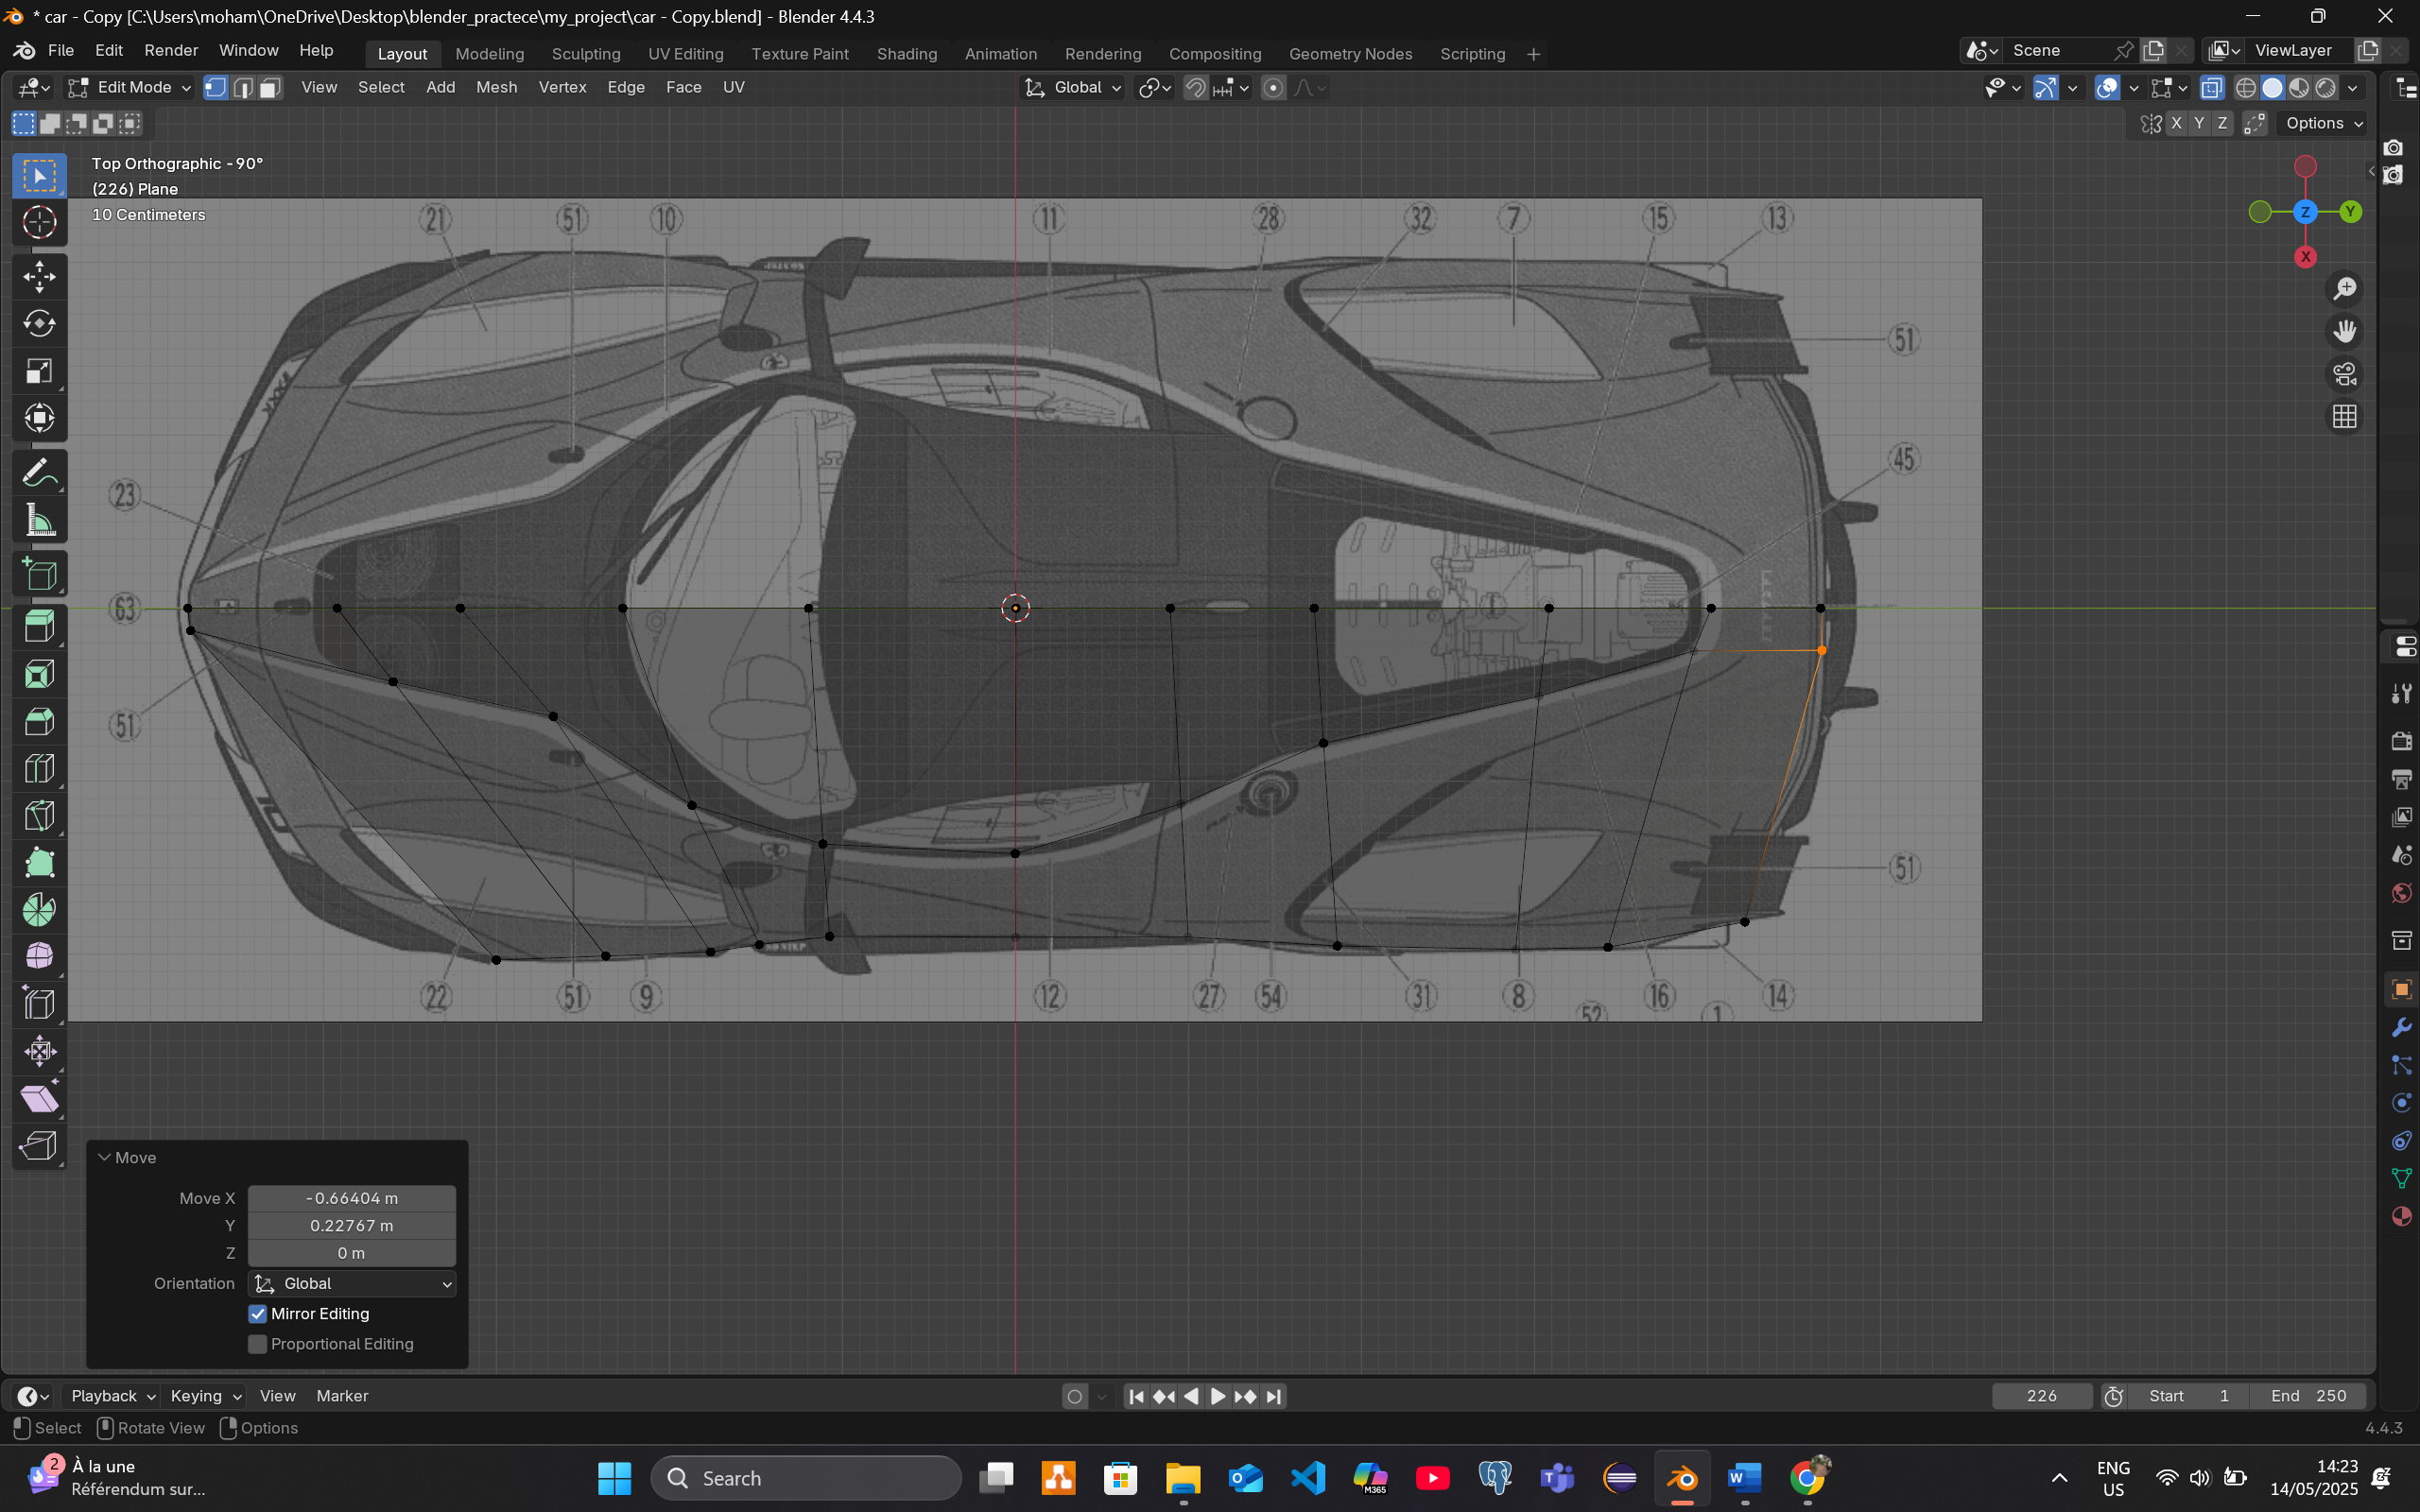 * car - Copy [C:\Users\moham\OneDrive\Desktop\blender_practece\my_project\car - Copy.blend] - Blender 4.4.3
File Edit Render Window Help Layout Modeling Sculpting UV Editing Texture Paint Shading Animation Rendering Compositing Geometry Nodes Scripting + Scene ViewLayer
Edit Mode View Select Add Mesh Vertex Edge Face UV Global
X Y Z Options
Top Orthographic -90°
(226) Plane
10 Centimeters
21 51 10 11 28 32 7 15 13
Z Y
X
51
45
23
63
51
51
22 51 9 12 27 54 31 8 52 16 1 14
Move
Move X -0.66404 m
Y 0.22767 m
Z 0 m
Orientation Global
Mirror Editing
Proportional Editing
Playback Keying View Marker 226 Start 1 End 250
Select Rotate View Options 4.4.3
2 À la une
Référendum sur...
Search
M365
ENG
US
14:23
14/05/2025